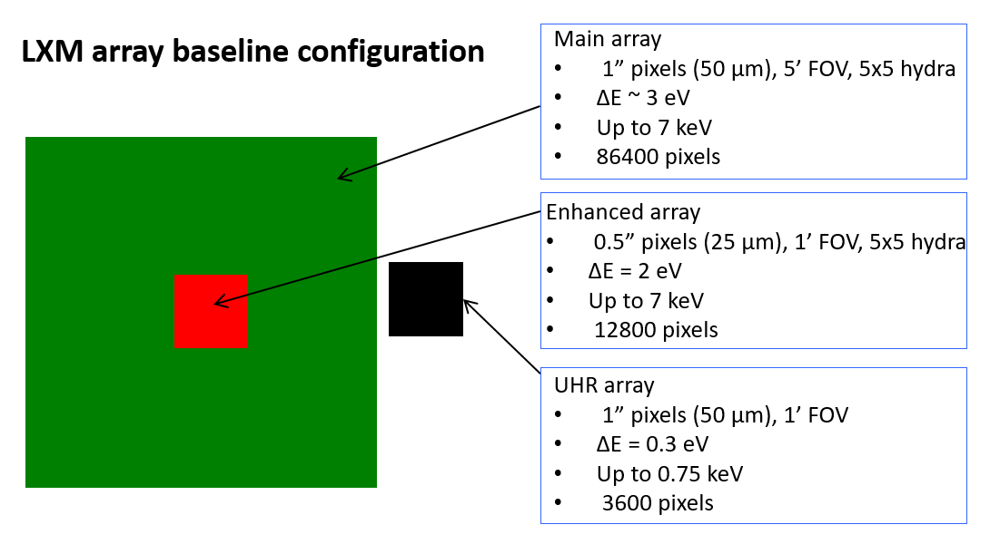 LXM array baseline configuration
Main array
• 1” pixels (50 µm), 5’ FOV, 5x5 hydra
• ΔE ~ 3 eV
• Up to 7 keV
• 86400 pixels
Enhanced array
• 0.5” pixels (25 µm), 1’ FOV, 5x5 hydra
• ΔE = 2 eV
• Up to 7 keV
• 12800 pixels
UHR array
• 1” pixels (50 µm), 1’ FOV
• ΔE = 0.3 eV
• Up to 0.75 keV
• 3600 pixels